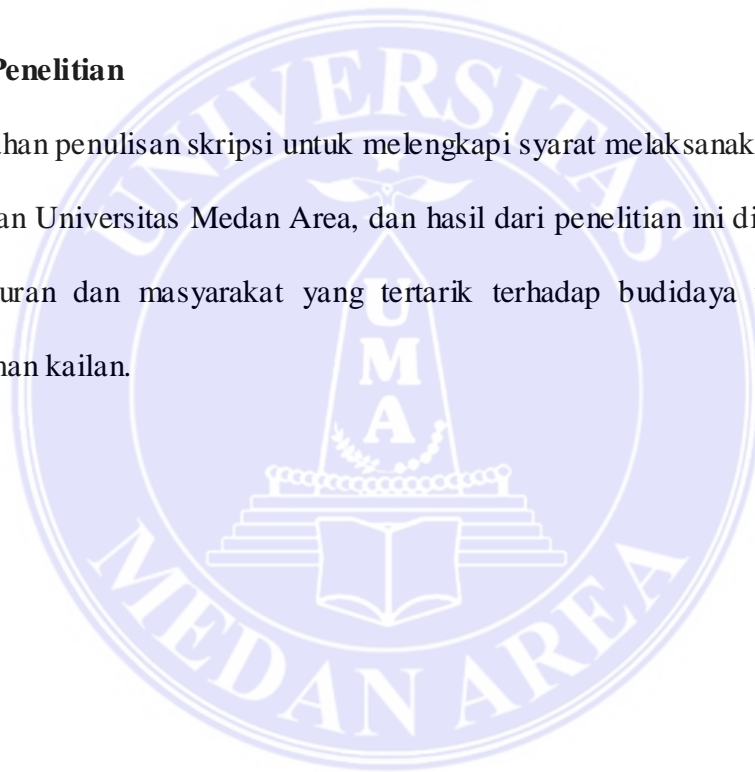 Penelitian
han penulisan skripsi untuk melengkapi syarat melaksanak
an Universitas Medan Area, dan hasil dari penelitian ini di
uran dan masyarakat yang tertarik terhadap budidaya
nan kailan.
UNIVERSITAS
UMA
MEDAN AREA